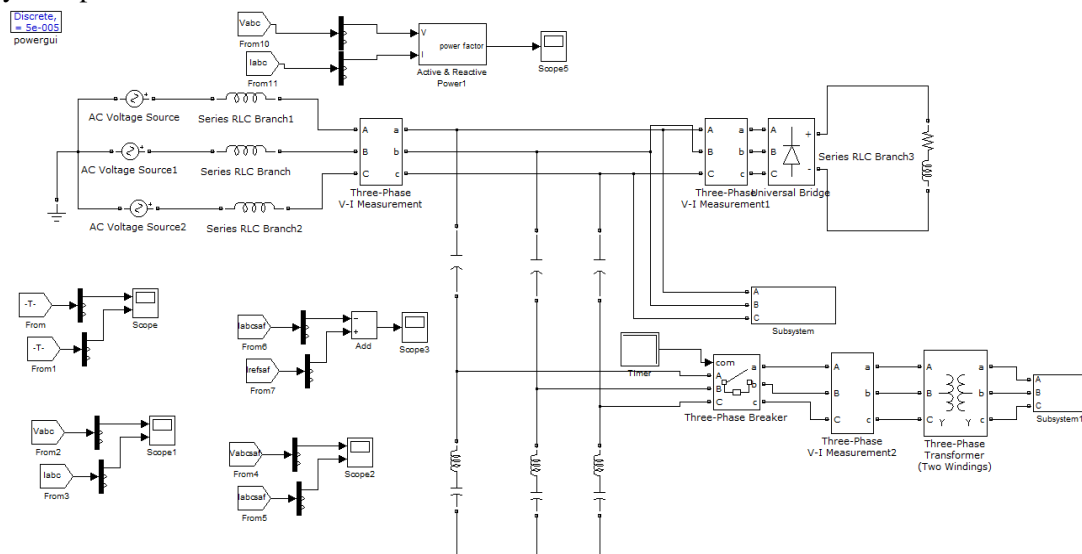 Discrete,
= 5e-005
powergui
Vabc
From10
Iabc
From11
V
I
power factor
Active & Reactive
Power1
Scope5
AC Voltage Source
Series RLC Branch1
AC Voltage Source1
Series RLC Branch
AC Voltage Source2
Series RLC Branch2
A
B
C
a
b
c
Three-Phase
V-I Measurement
A
B
C
a
b
c
Three-Phase
V-I Measurement1
A
B
C
+
-
Universal Bridge
Series RLC Branch3
-T-
From
-T-
From1
Scope
Iabcsaf
From6
Irefsaf
From7
Add
Scope3
A
B
C
Subsystem
Timer
com
A
B
C
a
b
c
Three-Phase Breaker
A
B
C
a
b
c
Three-Phase
V-I Measurement2
A
B
C
a
b
c
Y
Y
Three-Phase
Transformer
(Two Windings)
A
B
C
Subsystem1
Vabc
From2
Iabc
From3
Scope1
Vabcsaf
From4
Iabcsaf
From5
Scope2